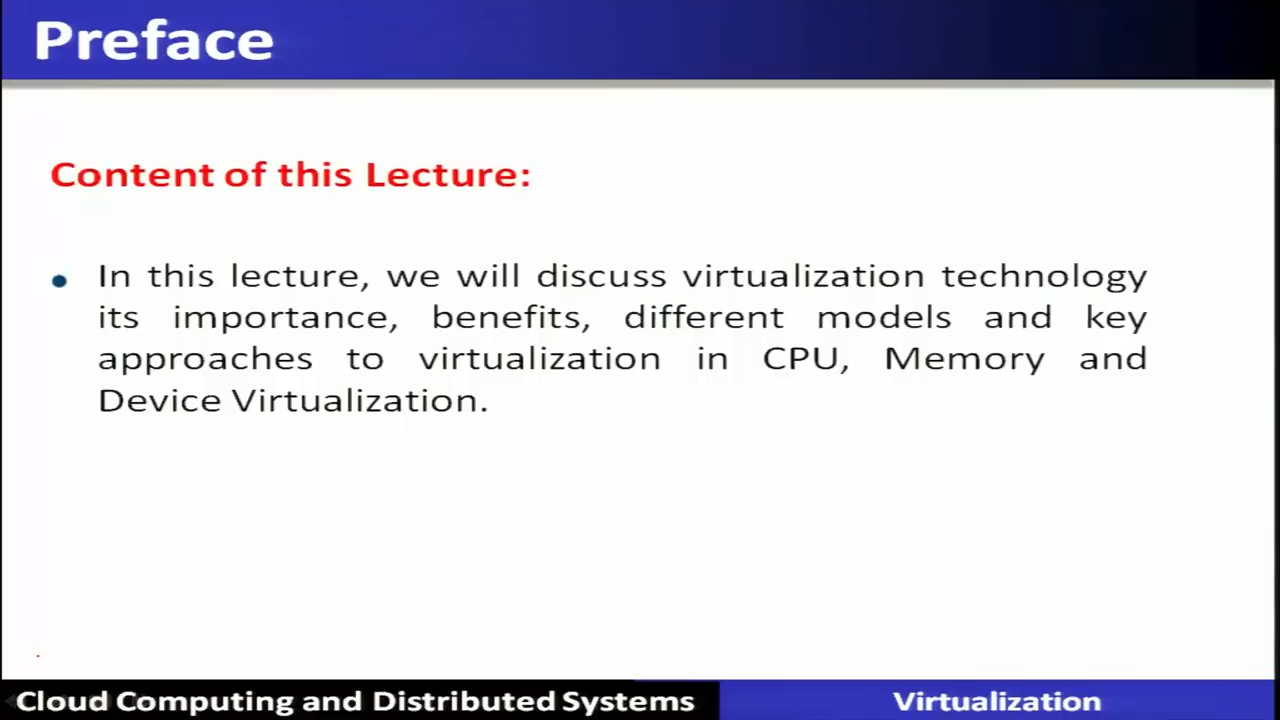 Preface
Content of this Lecture:
In this lecture, we will discuss virtualization technology
its importance, benefits, different models and key
approaches to virtualization in CPU, Memory and
Device Virtualization.
Cloud Computing and Distributed Systems
Virtualization